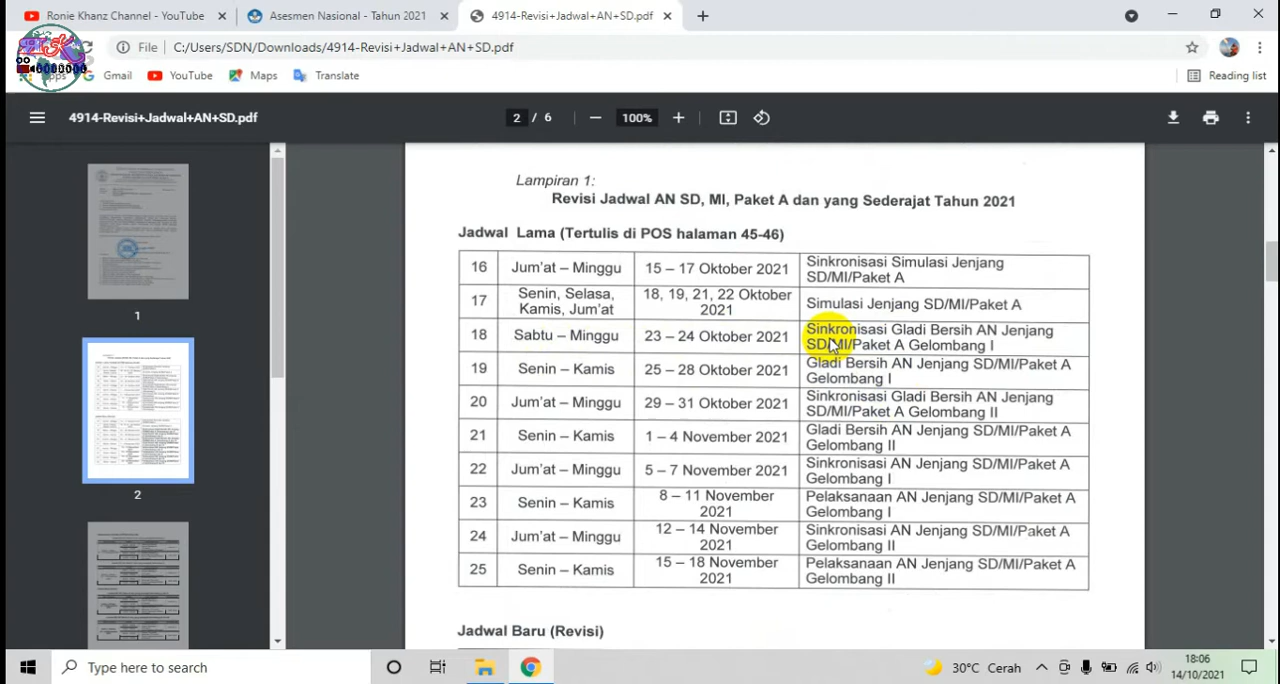 Ronie Khanz Channel - YouTube
Asesmen Nasional - Tahun 2021
4914-Revisi+Jadwal+AN+SD.pdf
File
C:/Users/SDN/Downloads/4914-Revisi+Jadwal+AN+SD.pdf
Gmail
YouTube
Maps
Translate
Reading list
4914-Revisi+Jadwal+AN+SD.pdf
2 / 6
100%
Lampiran 1:
Revisi Jadwal AN SD, MI, Paket A dan yang Sederajat Tahun 2021
Jadwal Lama (Tertulis di POS halaman 45-46)
16 Jum'at – Minggu 15 – 17 Oktober 2021 Sinkronisasi Simulasi Jenjang
SD/MI/Paket A
17 Senin, Selasa, Kamis, Jum'at 18, 19, 21, 22 Oktober 2021 Simulasi Jenjang SD/MI/Paket A
18 Sabtu – Minggu 23 – 24 Oktober 2021 Sinkronisasi Gladi Bersih AN Jenjang
SD/MI/Paket A Gelombang I
19 Senin – Kamis 25 – 28 Oktober 2021 Gladi Bersih AN Jenjang SD/MI/Paket A
Gelombang I
20 Jum'at – Minggu 29 – 31 Oktober 2021 Sinkronisasi Gladi Bersih AN Jenjang
SD/MI/Paket A Gelombang II
21 Senin – Kamis 1 – 4 November 2021 Gladi Bersih AN Jenjang SD/MI/Paket A
Gelombang II
22 Jum'at – Minggu 5 – 7 November 2021 Sinkronisasi AN Jenjang SD/MI/Paket A
Gelombang I
23 Senin – Kamis 8 – 11 November 2021 Pelaksanaan AN Jenjang SD/MI/Paket A
Gelombang I
24 Jum'at – Minggu 12 – 14 November 2021 Sinkronisasi AN Jenjang SD/MI/Paket A
Gelombang II
25 Senin – Kamis 15 – 18 November 2021 Pelaksanaan AN Jenjang SD/MI/Paket A
Gelombang II
Jadwal Baru (Revisi)
1
2
Type here to search
30°C Cerah
18:06
14/10/2021